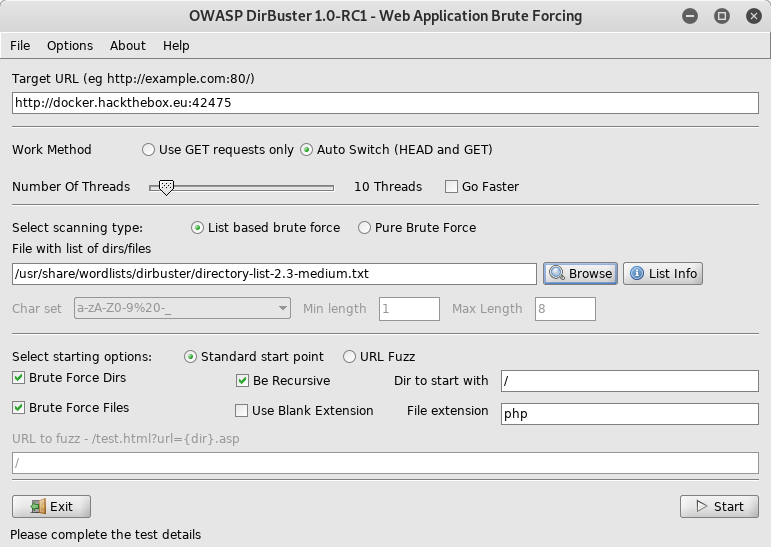 OWASP DirBuster 1.0-RC1 - Web Application Brute Forcing
File Options About Help
Target URL (eg http://example.com:80/)
http://docker.hackthebox.eu:42475
Work Method Use GET requests only Auto Switch (HEAD and GET)
Number Of Threads 10 Threads Go Faster
Select scanning type: List based brute force Pure Brute Force
File with list of dirs/files
/usr/share/wordlists/dirbuster/directory-list-2.3-medium.txt Browse List Info
Char set a-zA-Z0-9%20-_ Min length 1 Max Length 8
Select starting options: Standard start point URL Fuzz
Brute Force Dirs Be Recursive Dir to start with /
Brute Force Files Use Blank Extension File extension php
URL to fuzz - /test.html?url={dir}.asp
/
Exit Start
Please complete the test details